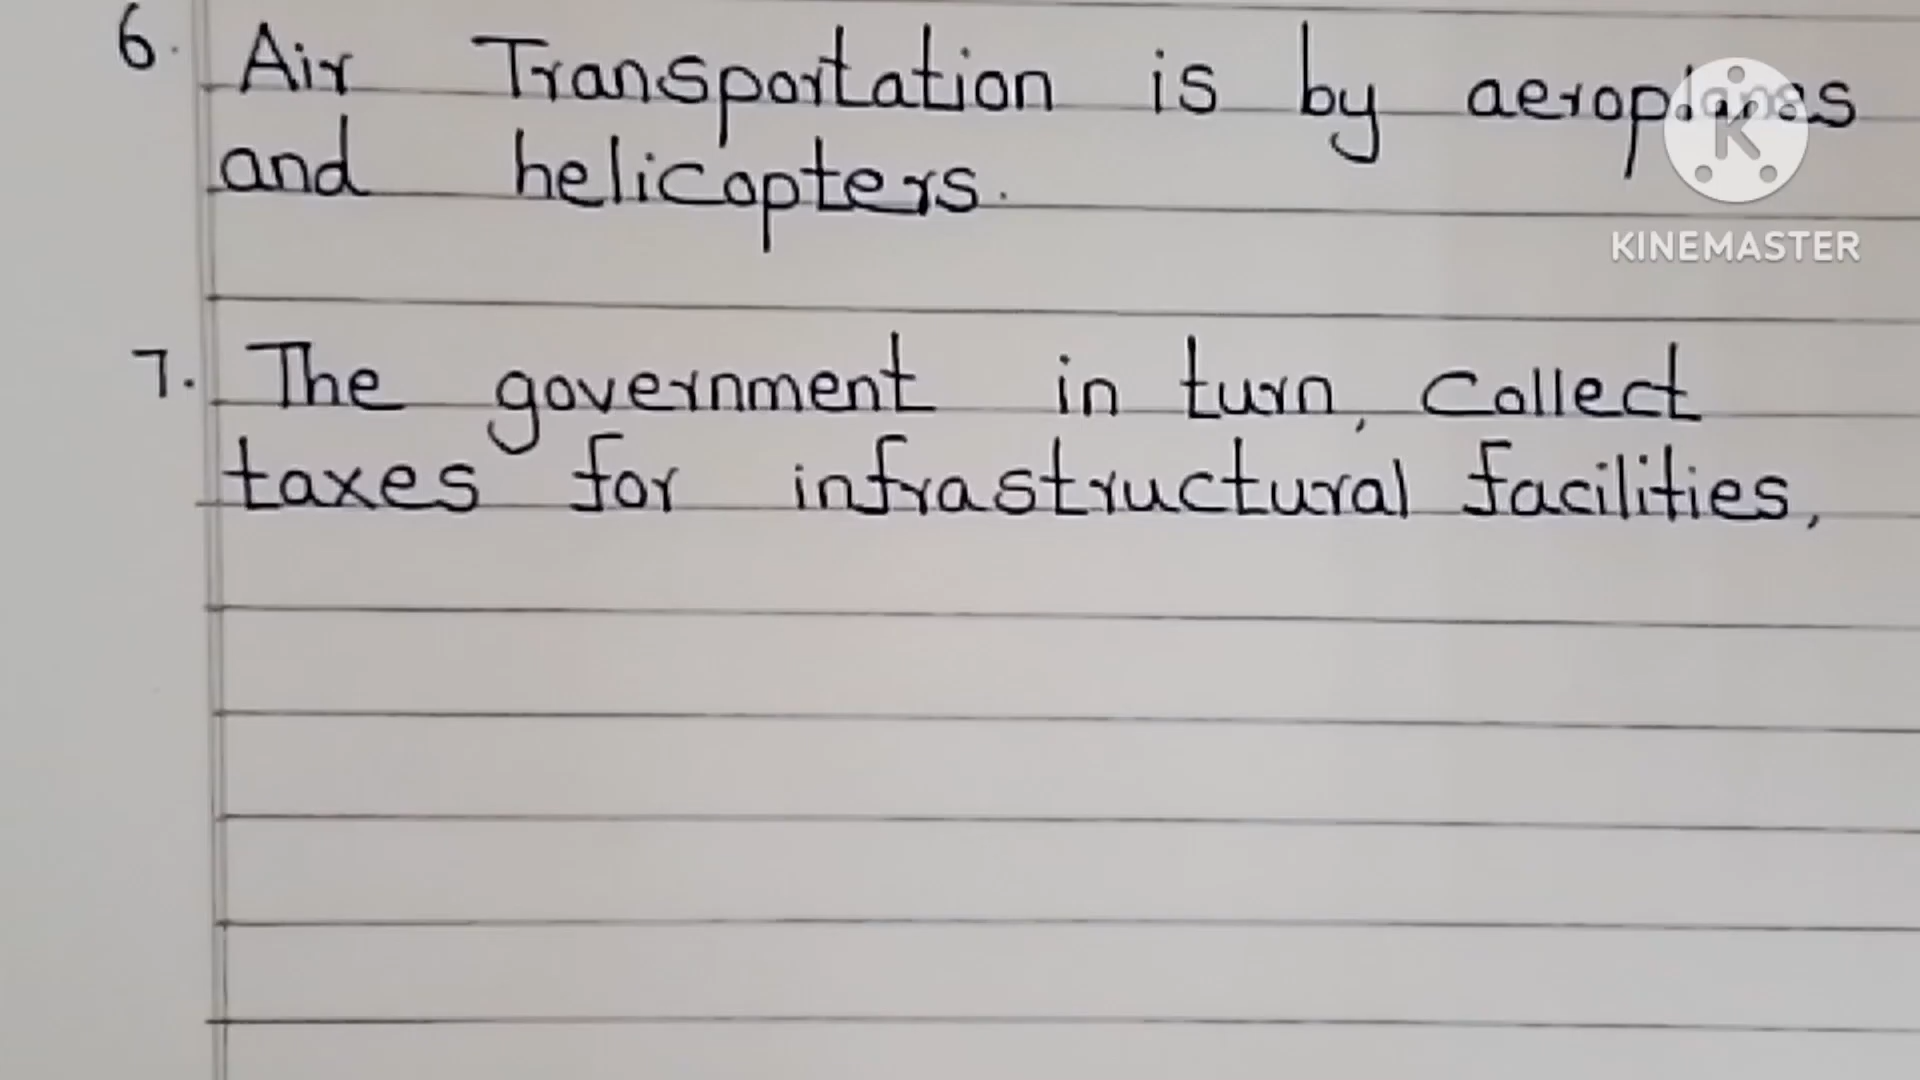 6. Air Transportation is by aeroplanes
and helicopters.
7. The government in turn, collect
taxes for infrastructural facilities,
KINEMASTER